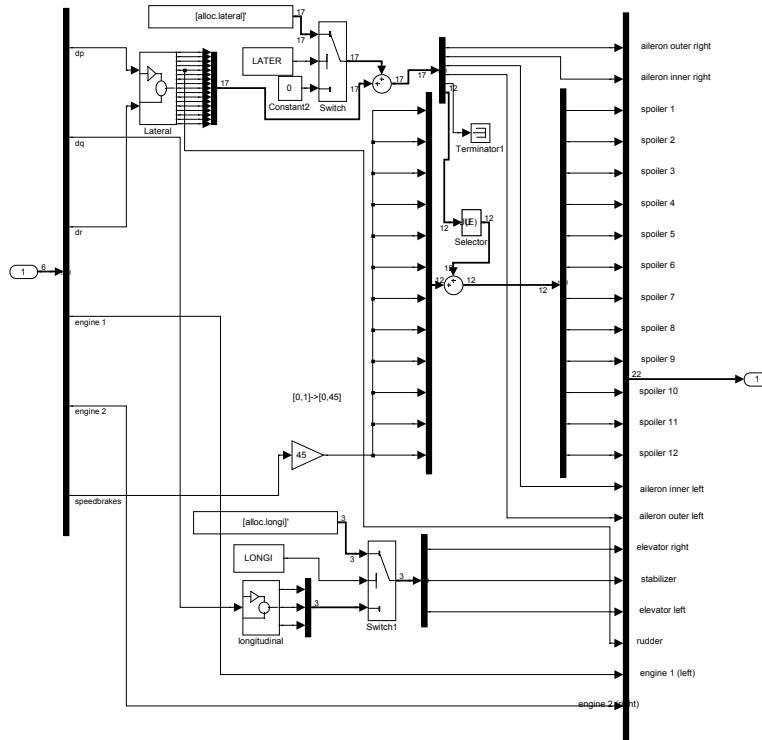 [alloc.lateral]'
17
Switch
dp
LATER
17
17
17
17
17
0
Constant2
Lateral
12
Terminator1
dq
dr
12
12
Selector
1
6
12
12
12
engine 1
engine 2
[0,1]->[0,45]
45
speedbrakes
[alloc.longi]'
3
3
LONGI
3
3
longitudinal
Switch1
aileron outer right
aileron inner right
spoiler 1
spoiler 2
spoiler 3
spoiler 4
spoiler 5
spoiler 6
spoiler 7
spoiler 8
spoiler 9
22
1
spoiler 10
spoiler 11
spoiler 12
aileron inner left
aileron outer left
elevator right
stabilizer
elevator left
rudder
engine 1 (left)
engine 2 (right)